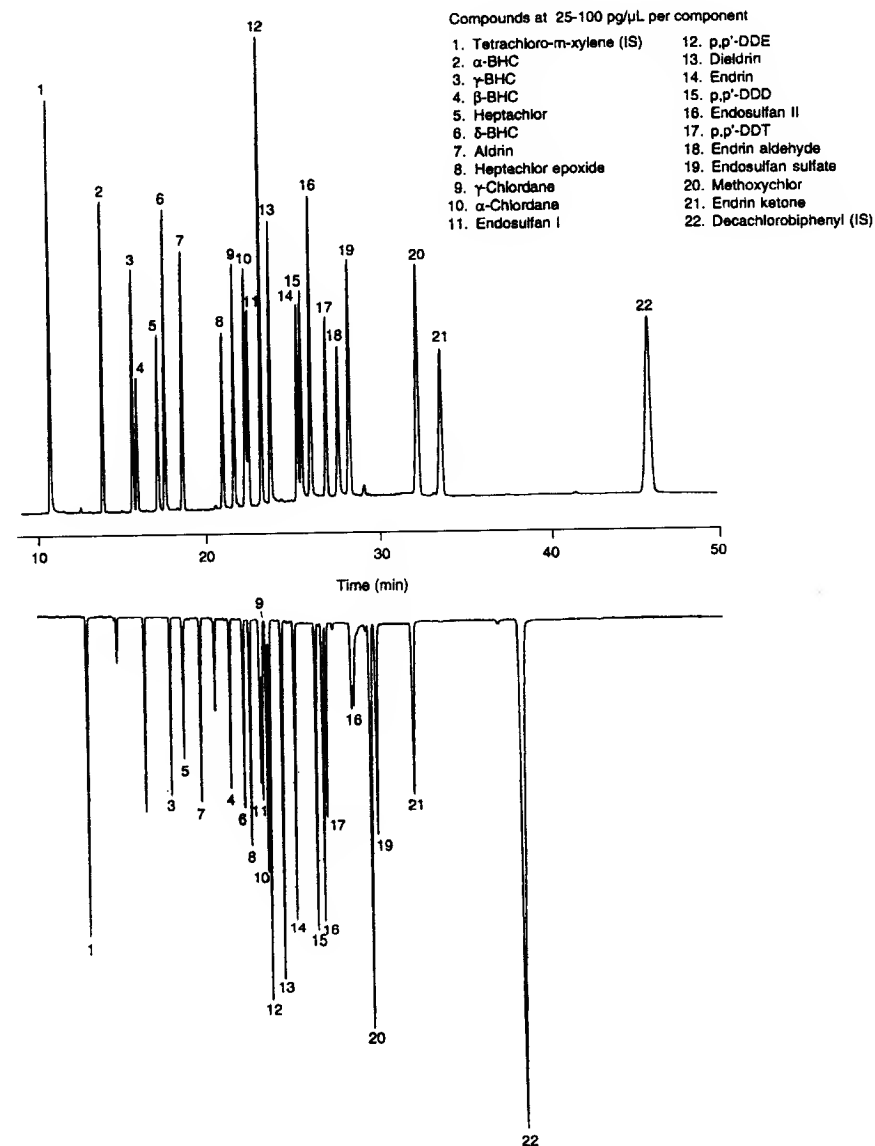 Compounds at 25-100 pg/μL per component
1. Tetrachloro-m-xylene (IS)
2. α-BHC
3. γ-BHC
4. β-BHC
5. Heptachlor
6. δ-BHC
7. Aldrin
8. Heptachlor epoxide
9. γ-Chlordane
10. α-Chlordane
11. Endosulfan I
12. p,p'-DDE
13. Dieldrin
14. Endrin
15. p,p'-DDD
16. Endosulfan II
17. p,p'-DDT
18. Endrin aldehyde
19. Endosulfan sulfate
20. Methoxychlor
21. Endrin ketone
22. Decachlorobiphenyl (IS)
1
2
3
4
5
6
7
8
9
10
11
12
13
14
15
16
17
18
19
20
21
22
10 20 30 40 50
Time (min)
1
3
5
7
4
6
8
11
9
10
12
13
14
15
16
17
16
20
19
21
22